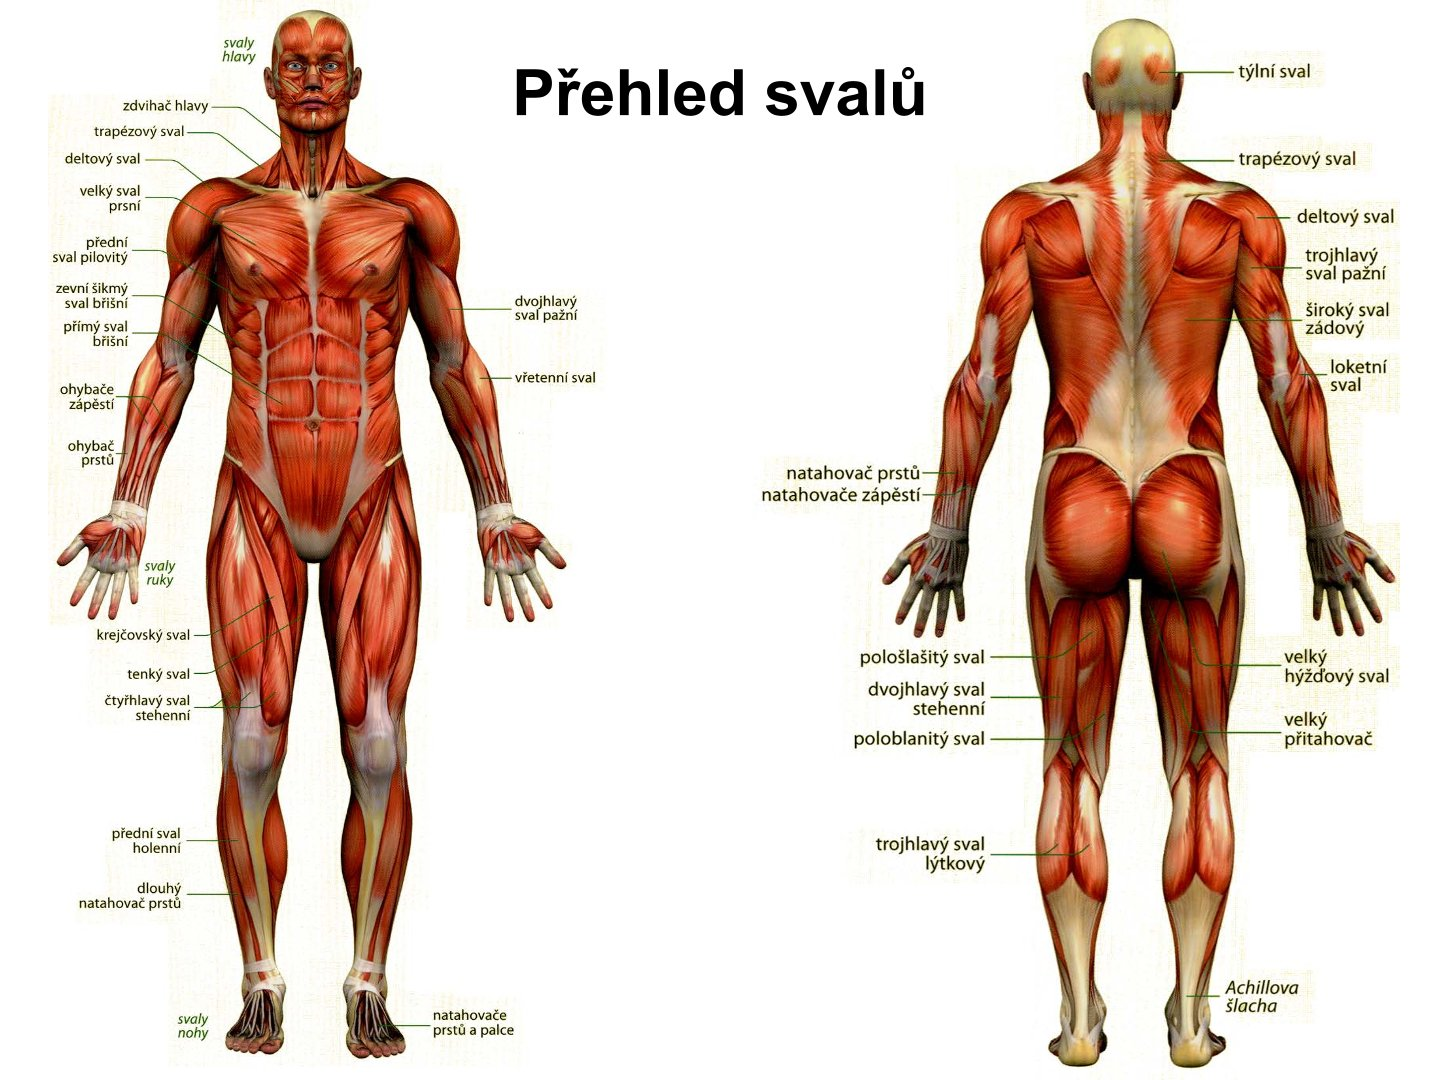 Přehled svalů
svaly
hlavy
zdvihač hlavy
trapézový sval
deltový sval
velký sval
prsní
přední
sval pilovitý
zevní šikmý
sval břišní
přímý sval
břišní
ohybače
zápěstí
ohybač
prstů
svaly
ruky
krejčovský sval
tenký sval
čtyřhlavý sval
stehenní
přední sval
holenní
dlouhý
natahovač prstů
svaly
nohy
dvojhlavý
sval pažní
vřetenní sval
natahovače
prstů a palce
natahovač prstů
natahovače zápěstí
pološlašitý sval
dvojhlavý sval
stehenní
poloblanitý sval
trojhlavý sval
lýtkový
týlní sval
trapézový sval
deltový sval
trojhlavý
sval pažní
široký sval
zádový
loketní
sval
velký
hýžďový sval
velký
přitahovač
Achillova
šlacha